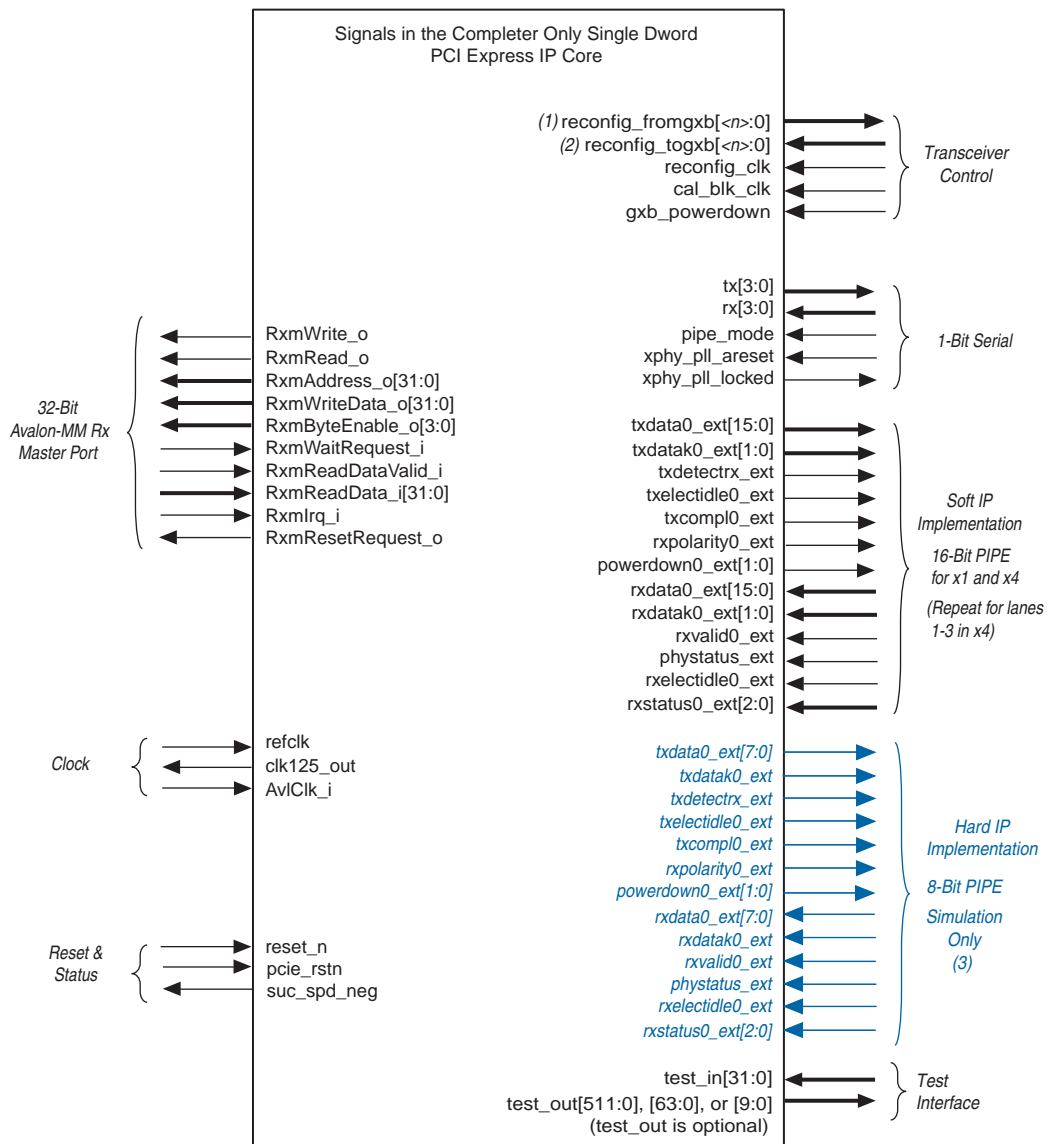 Signals in the Completer Only Single Dword
PCI Express IP Core
(1) reconfig_fromgxb[<n>:0]
(2) reconfig_togxb[<n>:0]
reconfig_clk
cal_blk_clk
gxb_powerdown
Transceiver
Control
tx[3:0]
rx[3:0]
pipe_mode
xphy_pll_areset
xphy_pll_locked
1-Bit Serial
32-Bit
Avalon-MM Rx
Master Port
RxmWrite_o
RxmRead_o
RxmAddress_o[31:0]
RxmWriteData_o[31:0]
RxmByteEnable_o[3:0]
RxmWaitRequest_i
RxmReadDataValid_i
RxmReadData_i[31:0]
RxmIrq_i
RxmResetRequest_o
txdata0_ext[15:0]
txdatak0_ext[1:0]
txdetectrx_ext
txelectidle0_ext
txcompl0_ext
rxpolarity0_ext
powerdown0_ext[1:0]
rxdata0_ext[15:0]
rxdatak0_ext[1:0]
rxvalid0_ext
phystatus_ext
rxelectidle0_ext
rxstatus0_ext[2:0]
Soft IP
Implementation
16-Bit PIPE
for x1 and x4
(Repeat for lanes
1-3 in x4)
Clock
refclk
clk125_out
AvlClk_i
txdata0_ext[7:0]
txdatak0_ext
txdetectrx_ext
txelectidle0_ext
txcompl0_ext
rxpolarity0_ext
powerdown0_ext[1:0]
rxdata0_ext[7:0]
rxdatak0_ext
rxvalid0_ext
phystatus_ext
rxelectidle0_ext
rxstatus0_ext[2:0]
Hard IP
Implementation
8-Bit PIPE
Simulation
Only
(3)
Reset &
Status
reset_n
pcie_rstn
suc_spd_neg
test_in[31:0]
test_out[511:0], [63:0], or [9:0]
(test_out is optional)
Test
Interface